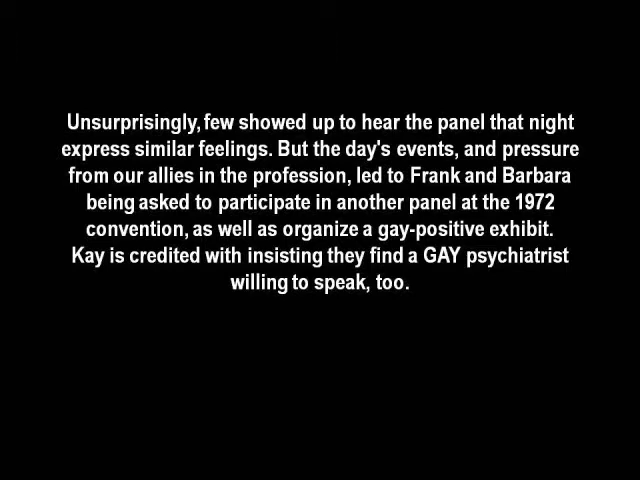 Unsurprisingly, few showed up to hear the panel that night
express similar feelings. But the day's events, and pressure
from our allies in the profession, led to Frank and Barbara
being asked to participate in another panel at the 1972
convention, as well as organize a gay-positive exhibit.
Kay is credited with insisting they find a GAY psychiatrist
willing to speak, too.